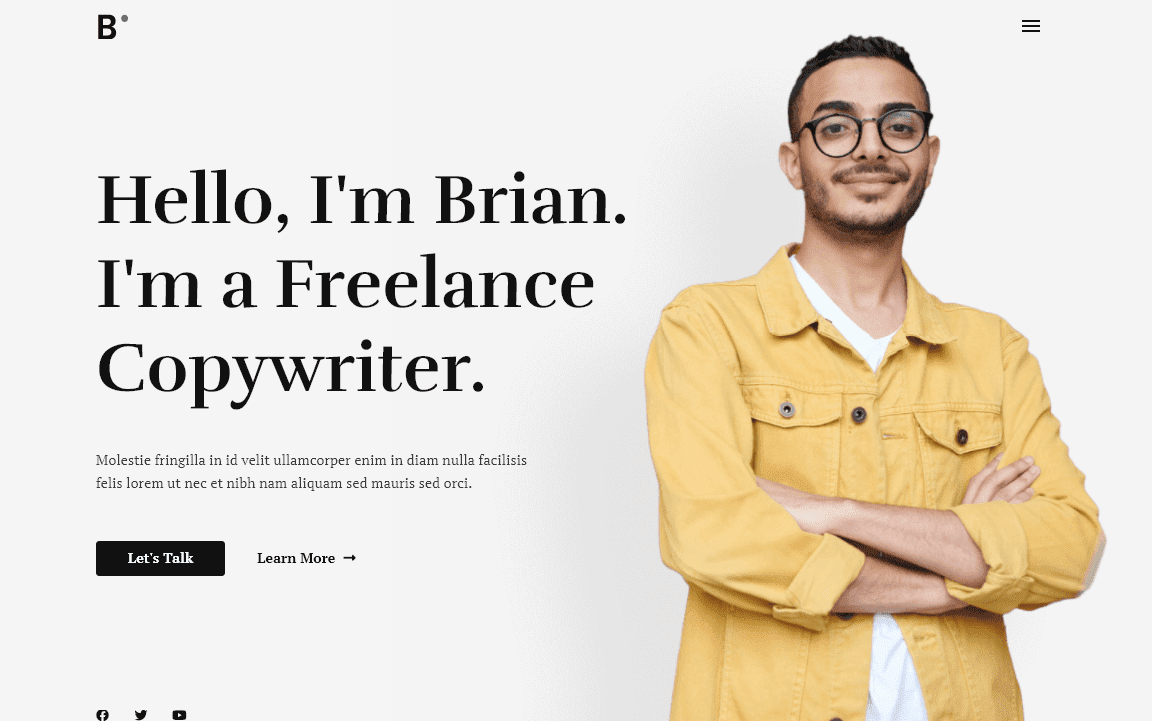 B
Hello, I'm Brian.
I'm a Freelance
Copywriter.
Molestie fringilla in id velit ullamcorper enim in diam nulla facilisis
felis lorem ut nec et nibh nam aliquam sed mauris sed orci.
Let's Talk
Learn More →